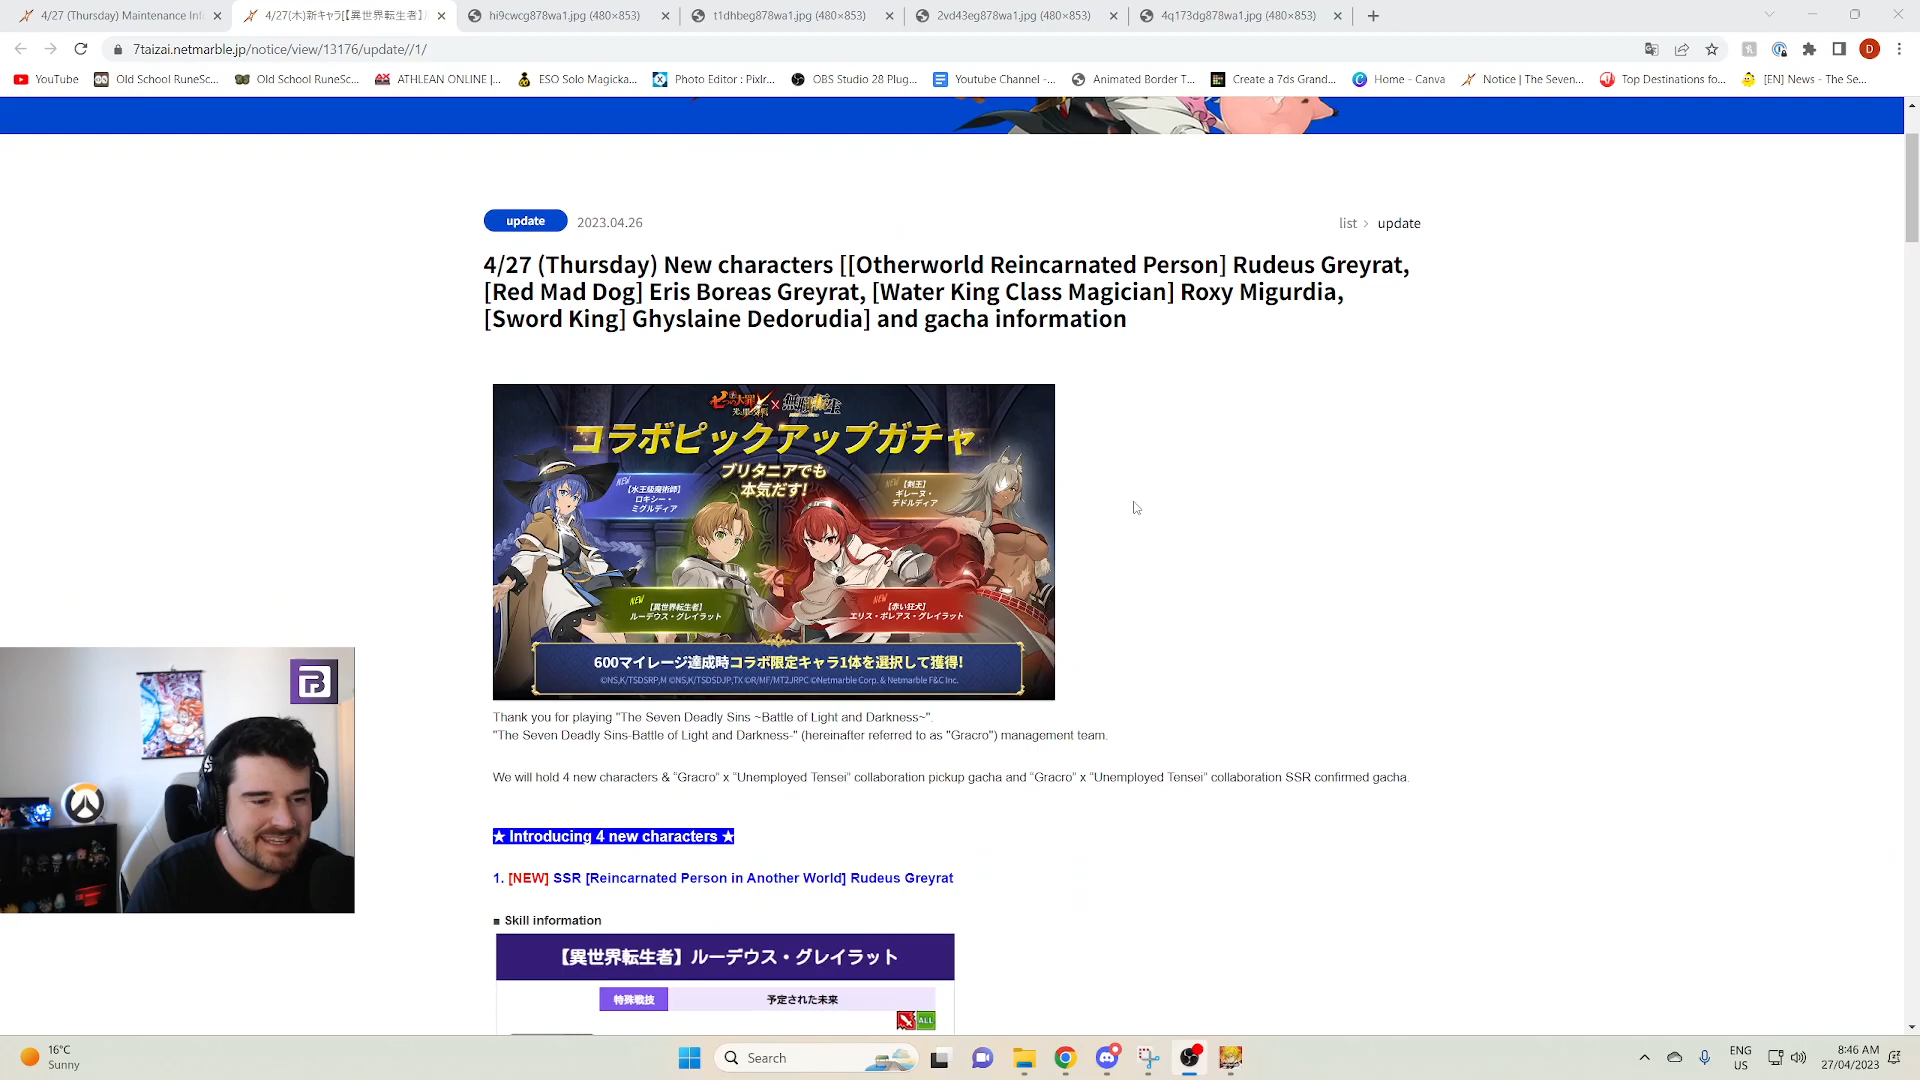 4/27 (Thursday) Maintenance Inf
4/27(木)新キャラ[【異世界転生者】ル
hi9cwcg878wa1.jpg (480×853)
t1dhbeg878wa1.jpg (480×853)
2vd43eg878wa1.jpg (480×853)
4q173dg878wa1.jpg (480×853)
7taizai.netmarble.jp/notice/view/13176/update//1/
D
YouTube
Old School RuneSc...
Old School RuneSc...
ATHLEAN ONLINE |...
ESO Solo Magicka...
Photo Editor : Pixlr...
OBS Studio 28 Plug...
Youtube Channel -...
Animated Border T...
Create a 7ds Grand...
Home - Canva
Notice | The Seven...
Top Destinations fo...
[EN] News - The Se...
update
2023.04.26
list > update
4/27 (Thursday) New characters [[Otherworld Reincarnated Person] Rudeus Greyrat,
[Red Mad Dog] Eris Boreas Greyrat, [Water King Class Magician] Roxy Migurdia,
[Sword King] Ghyslaine Dedorudia] and gacha information
コラボピックアップガチャ
ブリタニアでも
本気だす!
NEW
【水王級魔術師】
ロキシー・
ミグルディア
NEW
【剣王】
ギレーヌ・
デドルディア
NEW
【異世界転生者】
ルーデウス・グレイラット
NEW
【赤い狂犬】
エリス・ボレアス・グレイラット
600マイレージ達成時コラボ限定キャラ1体を選択して獲得!
©NS,K/TSDSRP,M ©NS,K/TSDSDJP,TX ©R/MF/MT2JRPC ©Netmarble Corp. & Netmarble F&C Inc.
Thank you for playing "The Seven Deadly Sins ~Battle of Light and Darkness~".
"The Seven Deadly Sins-Battle of Light and Darkness-" (hereinafter referred to as "Gracro") management team.
We will hold 4 new characters & “Gracro” x “Unemployed Tensei” collaboration pickup gacha and “Gracro” x “Unemployed Tensei” collaboration SSR confirmed gacha.
★ Introducing 4 new characters ★
1. [NEW] SSR [Reincarnated Person in Another World] Rudeus Greyrat
■ Skill information
【異世界転生者】ルーデウス・グレイラット
特殊戦技
予定された未来
ALL
16°C
Sunny
Search
ENG
US
8:46 AM
27/04/2023